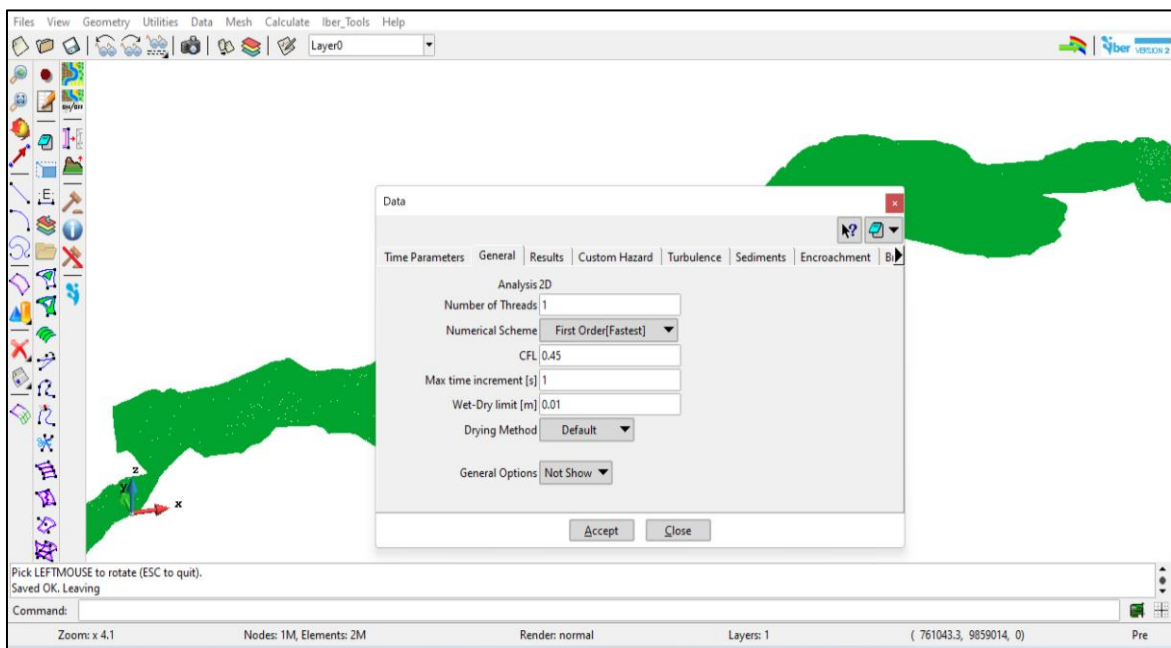 Files View Geometry Utilities Data Mesh Calculate Iber_Tools Help
Layer0
Iber VERSION 2
ON/OFF
E
Data
Time Parameters General Results Custom Hazard Turbulence Sediments Encroachment
Analysis 2D
Number of Threads 1
Numerical Scheme First Order[Fastest]
CFL 0.45
Max time increment [s] 1
Wet-Dry limit [m] 0.01
Drying Method Default
General Options Not Show
Accept Close
z
y
x
Pick LEFTMOUSE to rotate (ESC to quit).
Saved OK. Leaving
Command:
Zoom: x 4.1 Nodes: 1M, Elements: 2M Render: normal Layers: 1 ( 761043.3, 9859014, 0) Pre